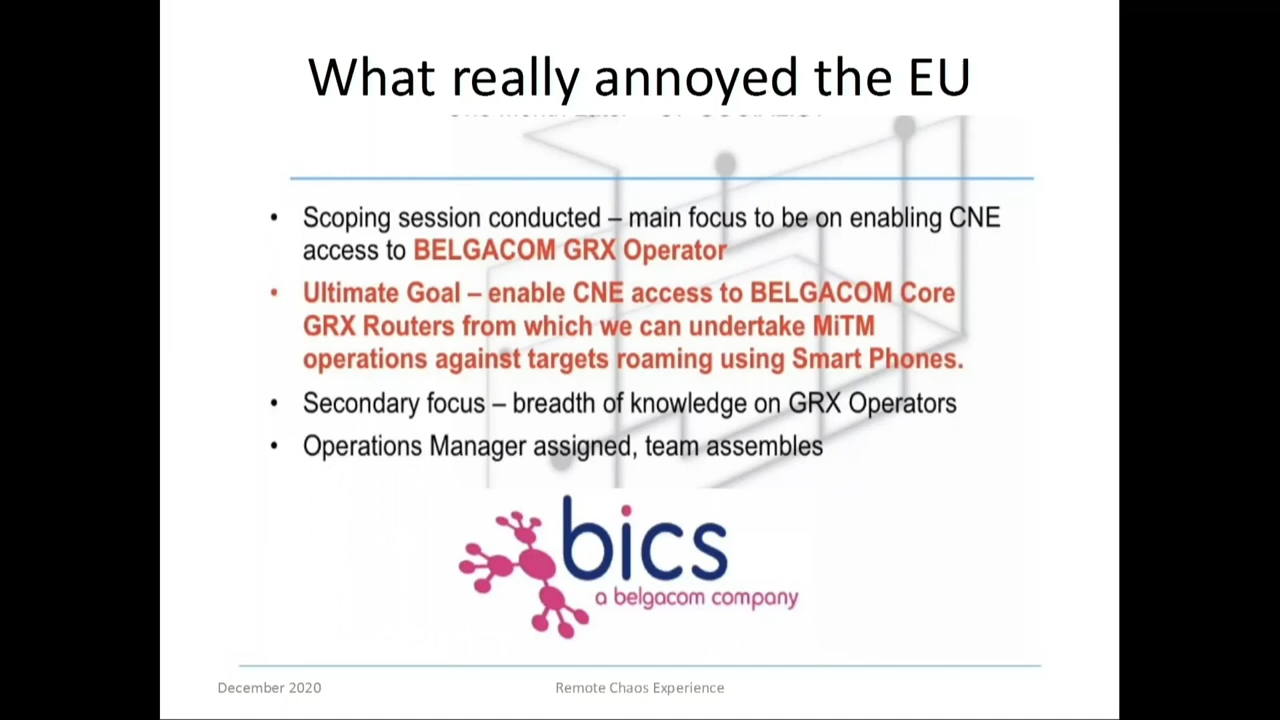 What really annoyed the EU
• Scoping session conducted – main focus to be on enabling CNE
access to BELGACOM GRX Operator
• Ultimate Goal – enable CNE access to BELGACOM Core
GRX Routers from which we can undertake MiTM
operations against targets roaming using Smart Phones.
• Secondary focus – breadth of knowledge on GRX Operators
• Operations Manager assigned, team assembles
bics
a belgacom company
December 2020
Remote Chaos Experience